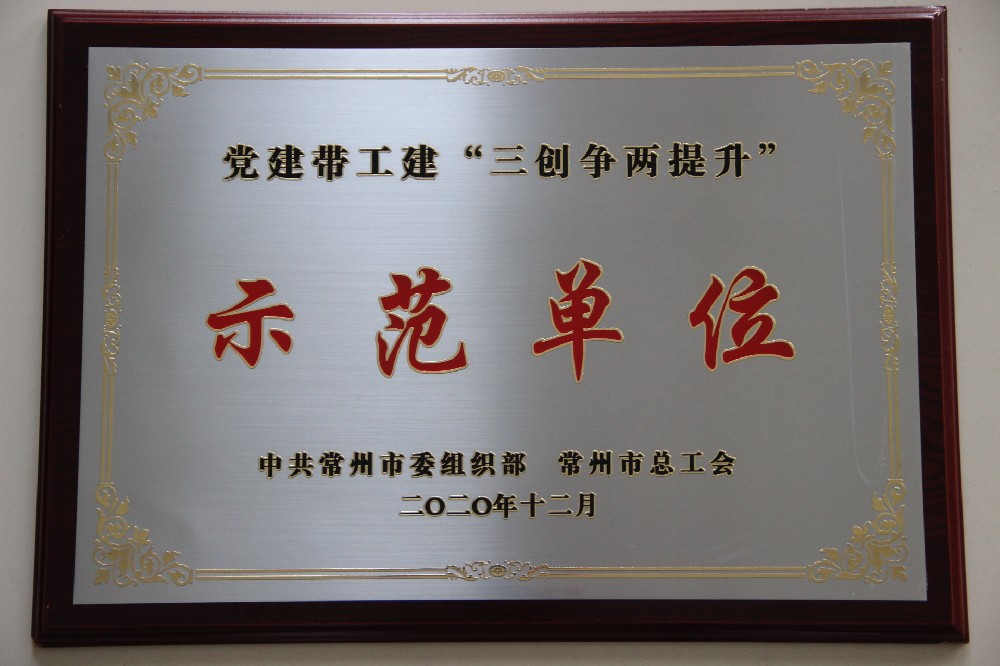 党建带工建“三创争两提升”
示范单位
中共常州市委组织部 常州市总工会
二〇二〇年十二月